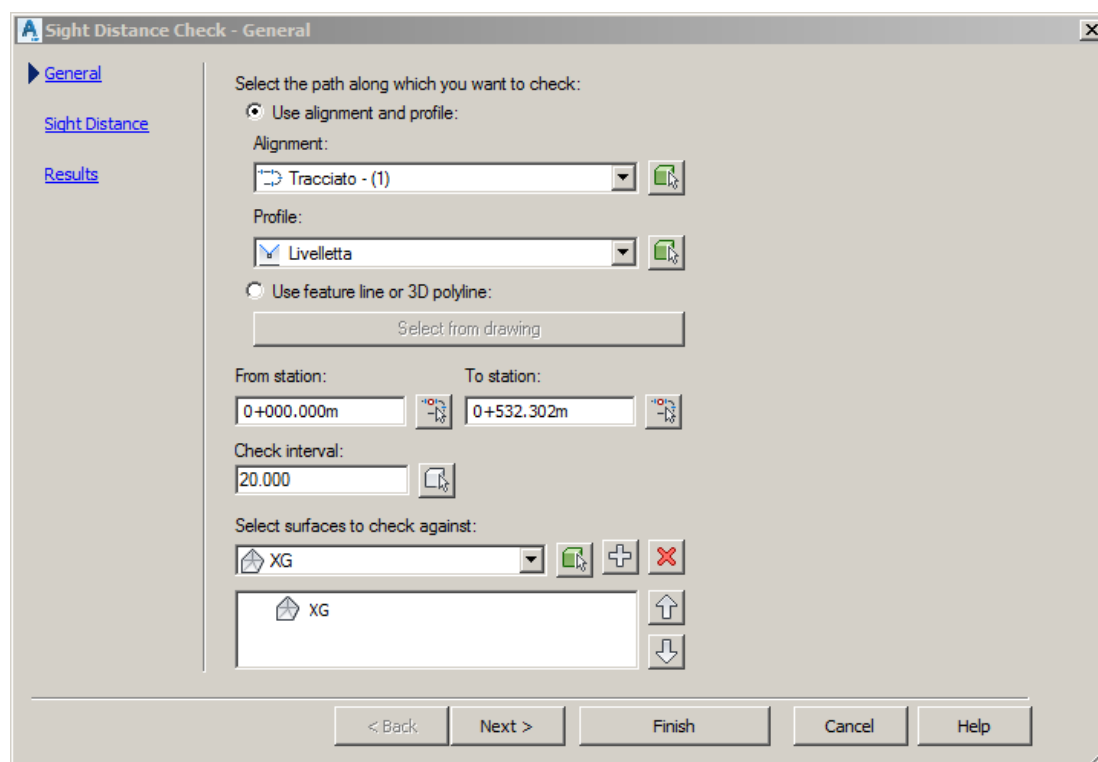 Sight Distance Check - General
General
Sight Distance
Results
Select the path along which you want to check:
Use alignment and profile:
Alignment:
Tracciato - (1)
Profile:
Livelletta
Use feature line or 3D polyline:
Select from drawing
From station: To station:
0+000.000m 0+532.302m
Check interval:
20.000
Select surfaces to check against:
XG
XG
< Back Next > Finish Cancel Help